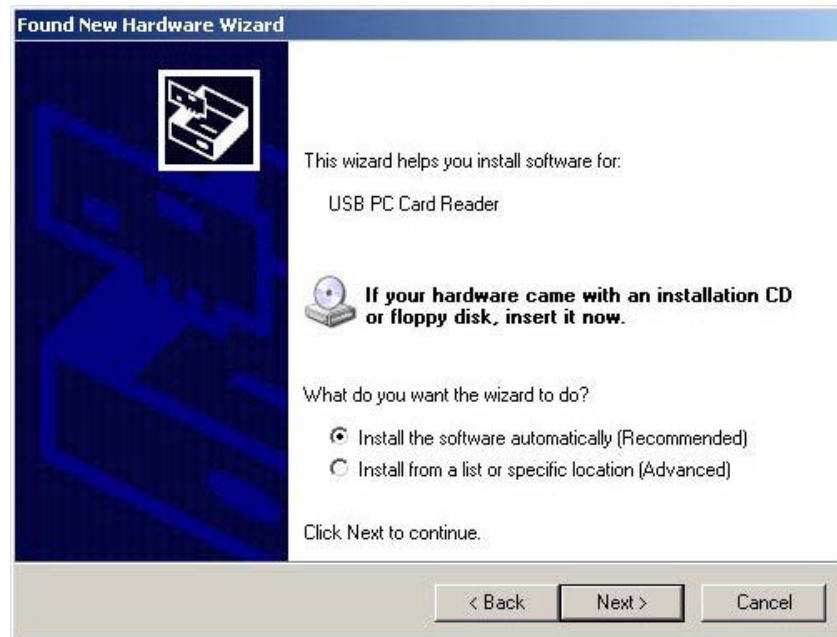 Found New Hardware Wizard
This wizard helps you install software for:
USB PC Card Reader
If your hardware came with an installation CD
or floppy disk, insert it now.
What do you want the wizard to do?
Install the software automatically (Recommended)
Install from a list or specific location (Advanced)
Click Next to continue.
< Back Next > Cancel